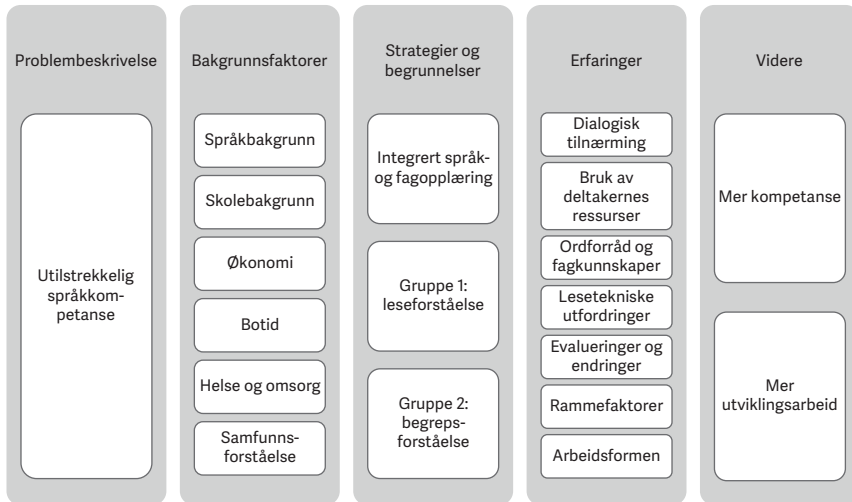 Problembeskrivelse
Utilstrekkelig
språkkom-
petanse
Bakgrunnsfaktorer
Språkbakgrunn
Skolebakgrunn
Økonomi
Botid
Helse og omsorg
Samfunns-
forståelse
Strategier og
begrunnelser
Integrert språk-
og fagopplæring
Gruppe 1:
leseforståelse
Gruppe 2:
begreps-
forståelse
Erfaringer
Dialogisk
tilnærming
Bruk av
deltakernes
ressurser
Ordforråd og
fagkunnskaper
Lesetekniske
utfordringer
Evalueringer og
endringer
Rammefaktorer
Arbeidsformen
Videre
Mer kompetanse
Mer
utviklingsarbeid